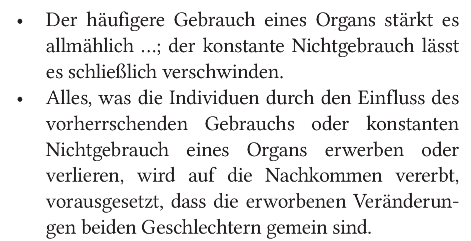 • Der häufigere Gebrauch eines Organs stärkt es
allmählich …; der konstante Nichtgebrauch lässt
es schließlich verschwinden.
• Alles, was die Individuen durch den Einfluss des
vorherrschenden Gebrauchs oder konstanten
Nichtgebrauch eines Organs erwerben oder
verlieren, wird auf die Nachkommen vererbt,
vorausgesetzt, dass die erworbenen Veränderun-
gen beiden Geschlechtern gemein sind.